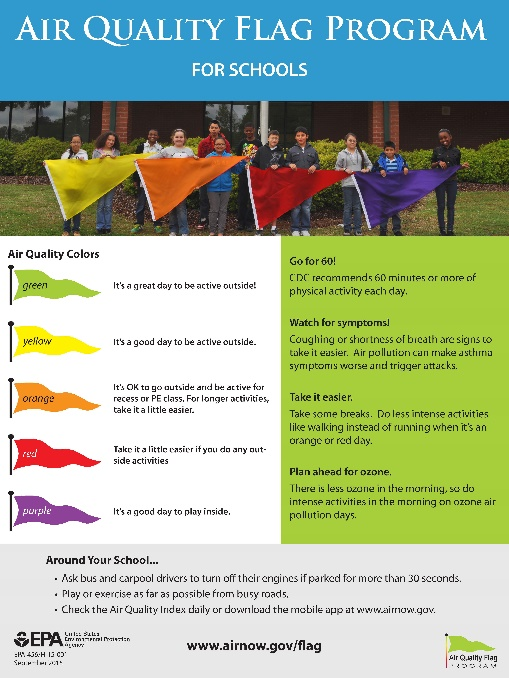 AIR QUALITY FLAG PROGRAM
FOR SCHOOLS
Air Quality Colors
green
It's a great day to be active outside!
yellow
It's a good day to be active outside.
orange
It's OK to go outside and be active for
recess or PE class. For longer activities,
take it a little easier.
red
Take it a little easier if you do any out-
side activities
purple
It's a good day to play inside.
Go for 60!
CDC recommends 60 minutes or more of
physical activity each day.
Watch for symptoms!
Coughing or shortness of breath are signs to
take it easier. Air pollution can make asthma
symptoms worse and trigger attacks.
Take it easier.
Take some breaks. Do less intense activities
like walking instead of running when it's an
orange or red day.
Plan ahead for ozone.
There is less ozone in the morning, so do
intense activities in the morning on ozone air
pollution days.
Around Your School...
• Ask bus and carpool drivers to turn off their engines if parked for more than 30 seconds.
• Play or exercise as far as possible from busy roads.
• Check the Air Quality Index daily or download the mobile app at www.airnow.gov.
EPA
United States
Environmental Protection
Agency
EPA-456/H-15-001
September 2015
www.airnow.gov/flag
Air Quality Flag
PROGRAM